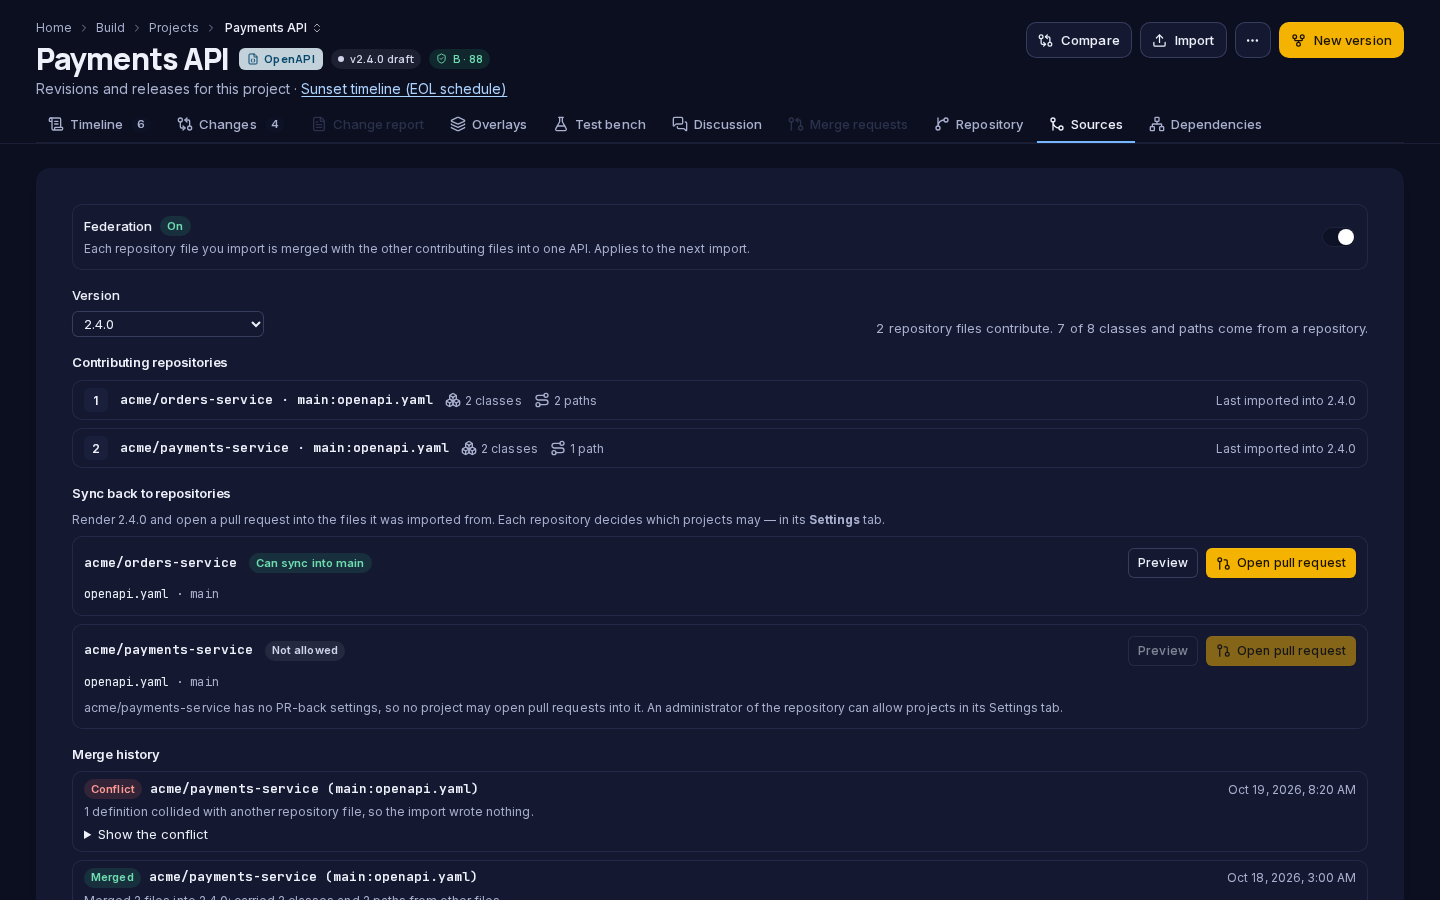 Home > Build > Projects > Payments API
Compare
Import
New version
Payments API
OpenAPI
v2.4.0 draft
B · 88
Revisions and releases for this project · Sunset timeline (EOL schedule)
Timeline 6
Changes 4
Change report
Overlays
Test bench
Discussion
Merge requests
Repository
Sources
Dependencies
Federation On
Each repository file you import is merged with the other contributing files into one API. Applies to the next import.
Version
2.4.0
2 repository files contribute. 7 of 8 classes and paths come from a repository.
Contributing repositories
1 acme/orders-service · main:openapi.yaml 2 classes 2 paths Last imported into 2.4.0
2 acme/payments-service · main:openapi.yaml 2 classes 1 path Last imported into 2.4.0
Sync back to repositories
Render 2.4.0 and open a pull request into the files it was imported from. Each repository decides which projects may — in its Settings tab.
acme/orders-service Can sync into main Preview Open pull request
openapi.yaml · main
acme/payments-service Not allowed Preview Open pull request
openapi.yaml · main
acme/payments-service has no PR-back settings, so no project may open pull requests into it. An administrator of the repository can allow projects in its Settings tab.
Merge history
Conflict acme/payments-service (main:openapi.yaml) Oct 19, 2026, 8:20 AM
1 definition collided with another repository file, so the import wrote nothing.
Show the conflict
Merged acme/payments-service (main:openapi.yaml) Oct 18, 2026, 3:00 AM